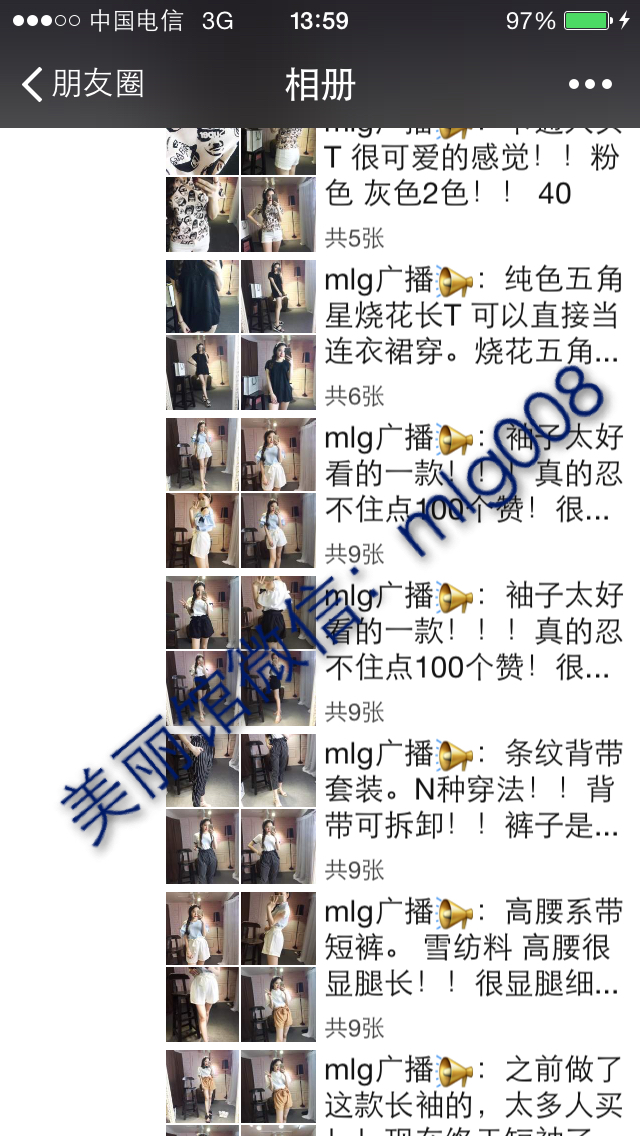 中国电信 3G 13:59 97%
朋友圈 相册
T 很可爱的感觉！！粉
色 灰色2色！！ 40
共5张
mlg广播📢：纯色五角
星烧花长T 可以直接当
连衣裙穿。烧花五角...
共6张
mlg广播📢：袖子太好
看的一款！！！真的忍
不住点100个赞！很...
共9张
mlg广播📢：袖子太好
看的一款！！！真的忍
不住点100个赞！很...
共9张
mlg广播📢：条纹背带
套装。N种穿法！！背
带可拆卸！！裤子是...
共9张
mlg广播📢：高腰系带
短裤。 雪纺料 高腰很
显腿长！！很显腿细...
共9张
mlg广播📢：之前做了
这款长袖的，太多人买
美丽馆微信：mlg008